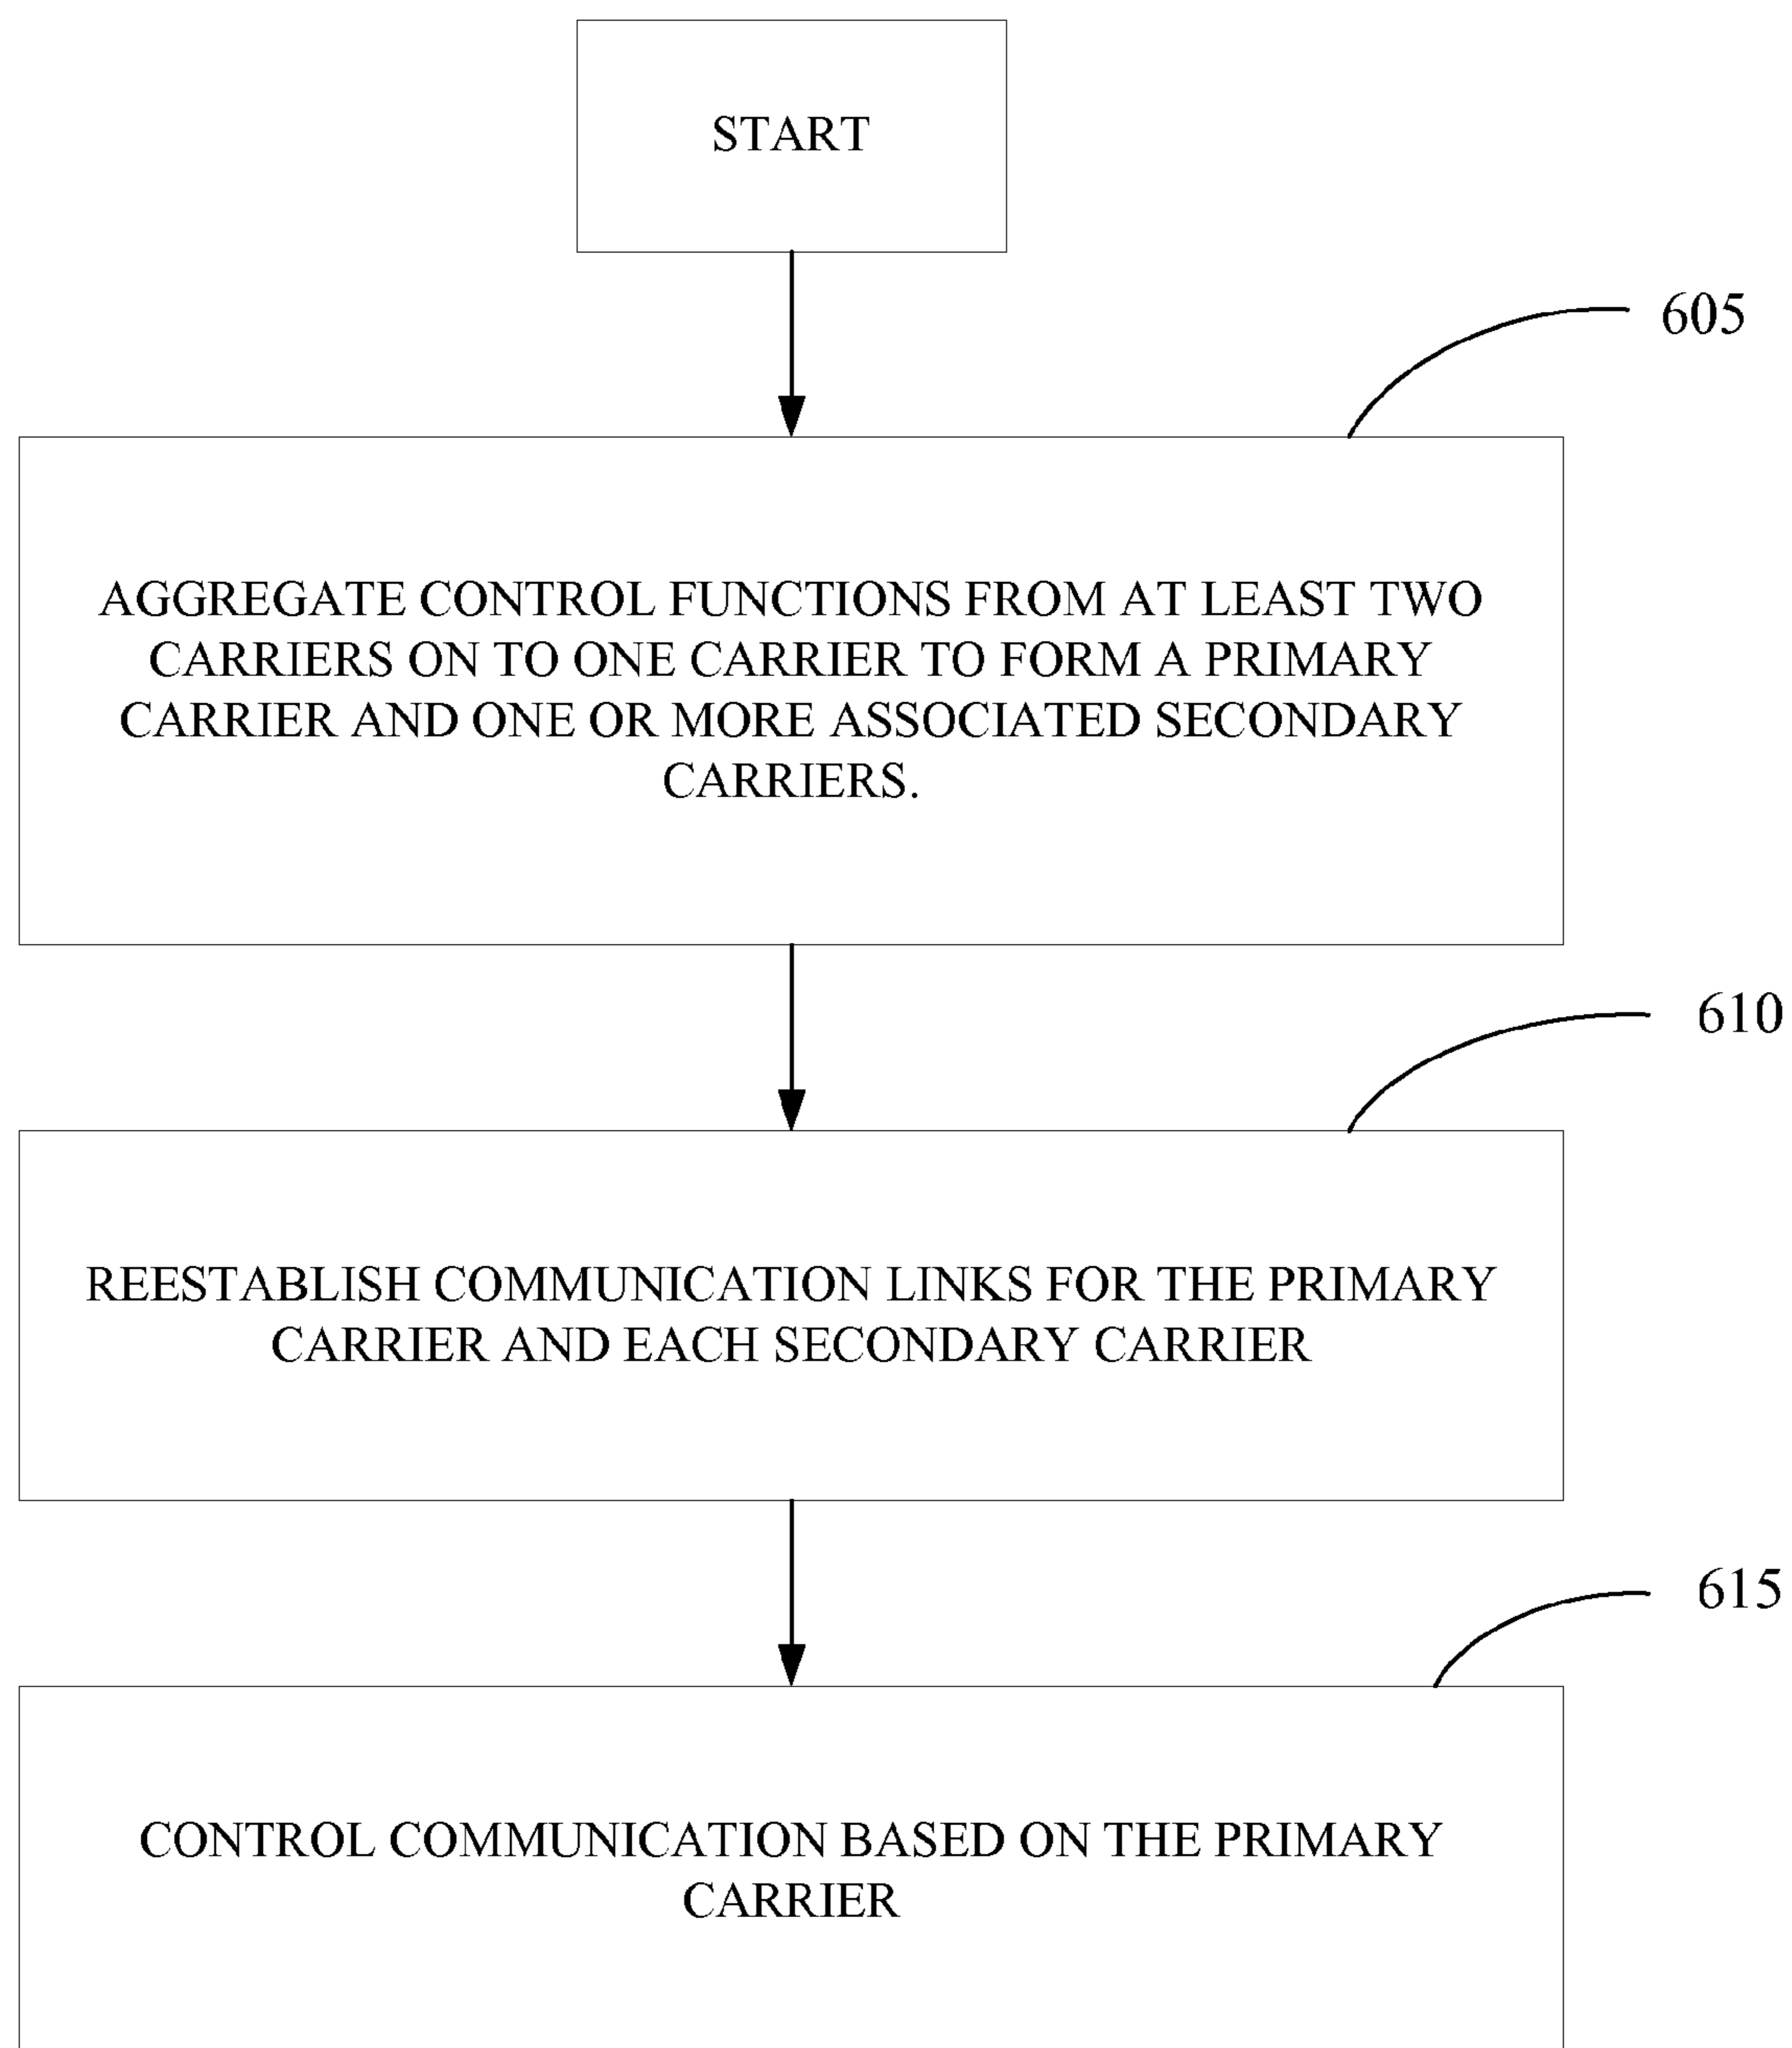 START
605
AGGREGATE CONTROL FUNCTIONS FROM AT LEAST TWO
CARRIERS ON TO ONE CARRIER TO FORM A PRIMARY
CARRIER AND ONE OR MORE ASSOCIATED SECONDARY
CARRIERS.
610
REESTABLISH COMMUNICATION LINKS FOR THE PRIMARY
CARRIER AND EACH SECONDARY CARRIER
615
CONTROL COMMUNICATION BASED ON THE PRIMARY
CARRIER